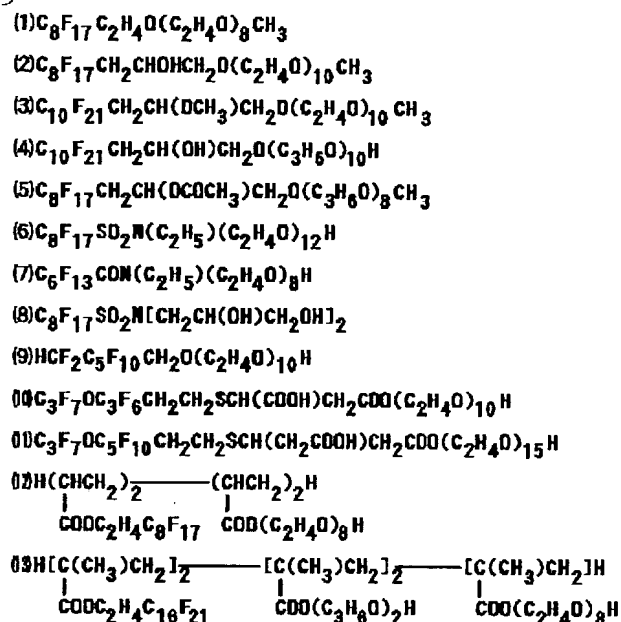 (1)C8F17C2H4O(C2H4O)8CH3
(2)C8F17CH2CHOHCH2O(C2H4O)10CH3
(3)C10F21CH2CH(OCH3)CH2O(C2H4O)10CH3
(4)C10F21CH2CH(OH)CH2O(C3H6O)10H
(5)C8F17CH2CH(OCOCH3)CH2O(C3H6O)8CH3
(6)C8F17SO2N(C2H5)(C2H4O)12H
(7)C6F13CON(C2H5)(C2H4O)8H
(8)C8F17SO2N[CH2CH(OH)CH2OH]2
(9)HCF2C5F10CH2O(C2H4O)10H
(10)C3F7OC3F6CH2CH2SCH(COOH)CH2COO(C2H4O)10H
(11)C3F7OC5F10CH2CH2SCH(CH2COOH)CH2COO(C2H4O)15H
(12)H(CHCH2)2 (CHCH2)2H
COOC2H4C8F17 COO(C2H4O)8H
(13)H[C(CH3)CH2]2 [C(CH3)CH2]2 [C(CH3)CH2]H
COOC2H4C16F21 COO(C3H6O)2H COO(C2H4O)8H